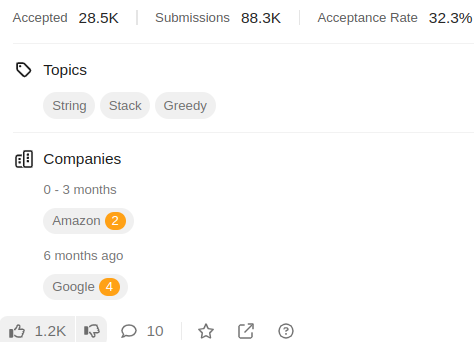 Accepted 28.5K Submissions 88.3K Acceptance Rate 32.3%
Topics
String Stack Greedy
Companies
0 - 3 months
Amazon 2
6 months ago
Google 4
1.2K 10